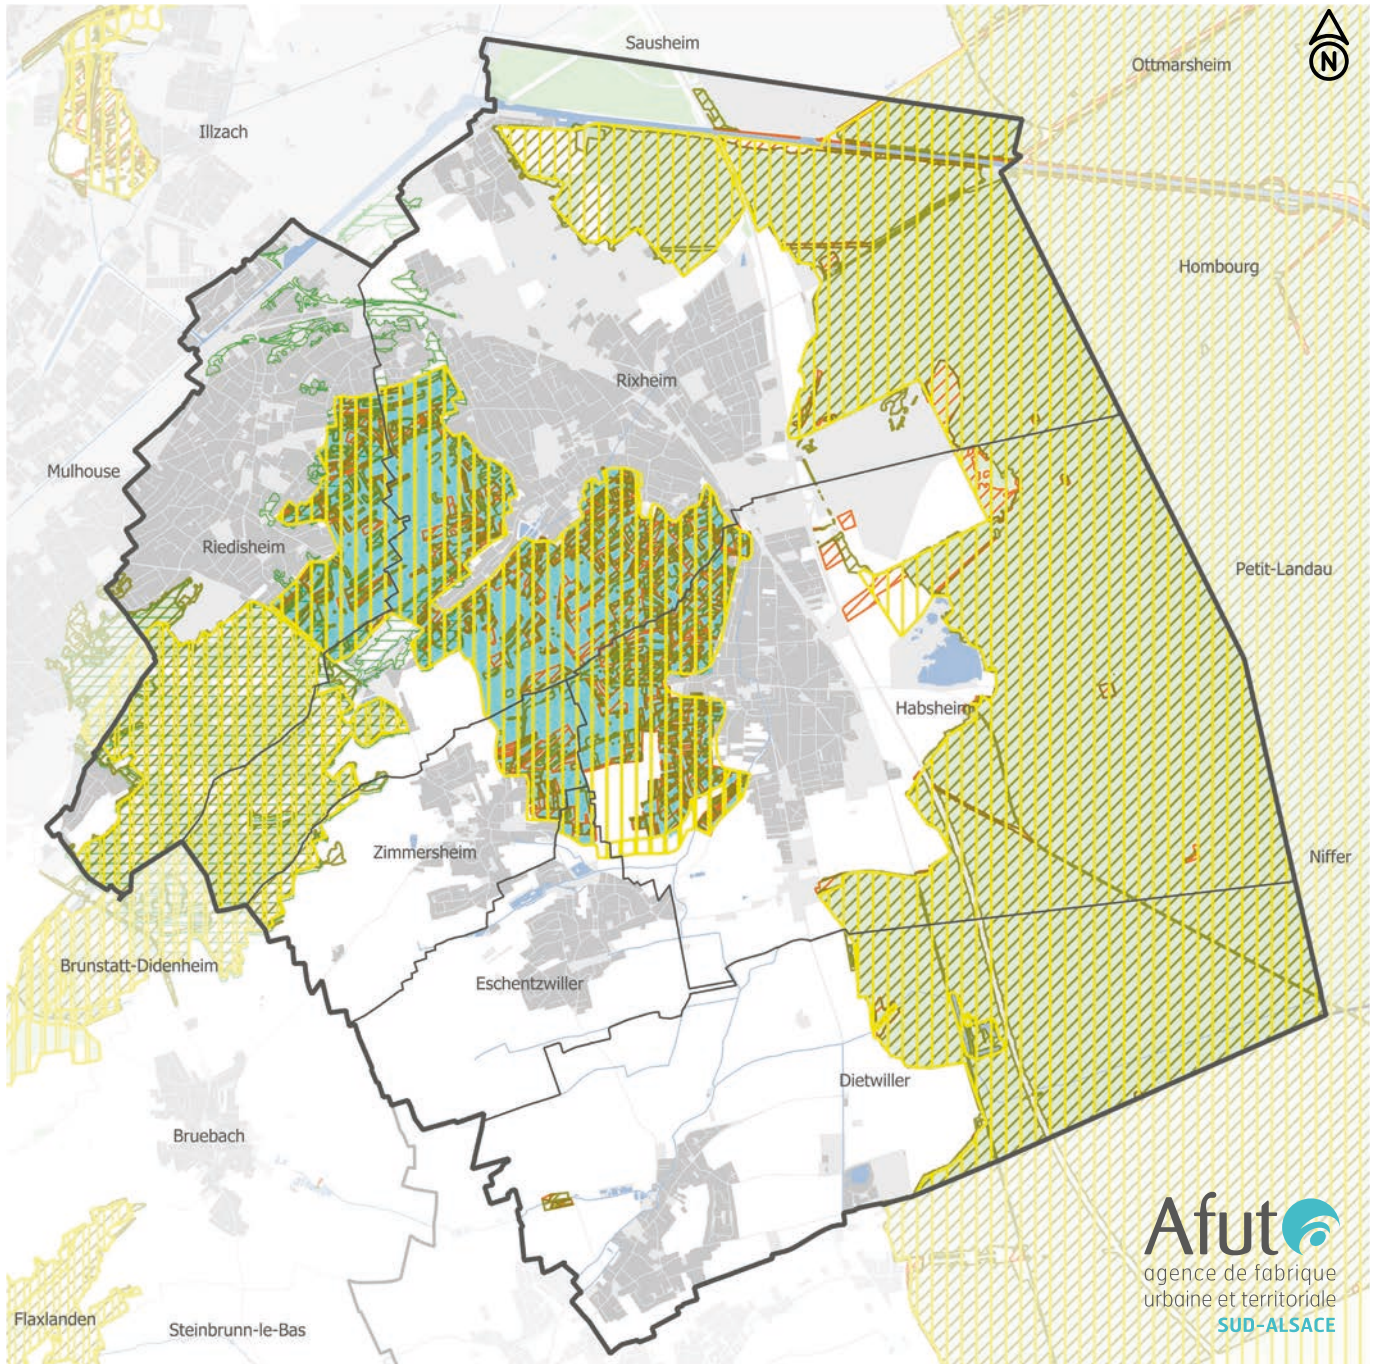 Sausheim
Ottmarsheim
N
Illzach
Hombourg
Rixheim
Mulhouse
Riedisheim
Petit-Landau
Habsheim
Zimmersheim
Niffer
Brunstatt-Didenheim
Eschentzwiller
Dietwiller
Bruebach
Afut
agence de fabrique
urbaine et territoriale
SUD-ALSACE
Flaxlanden
Steinbrunn-le-Bas